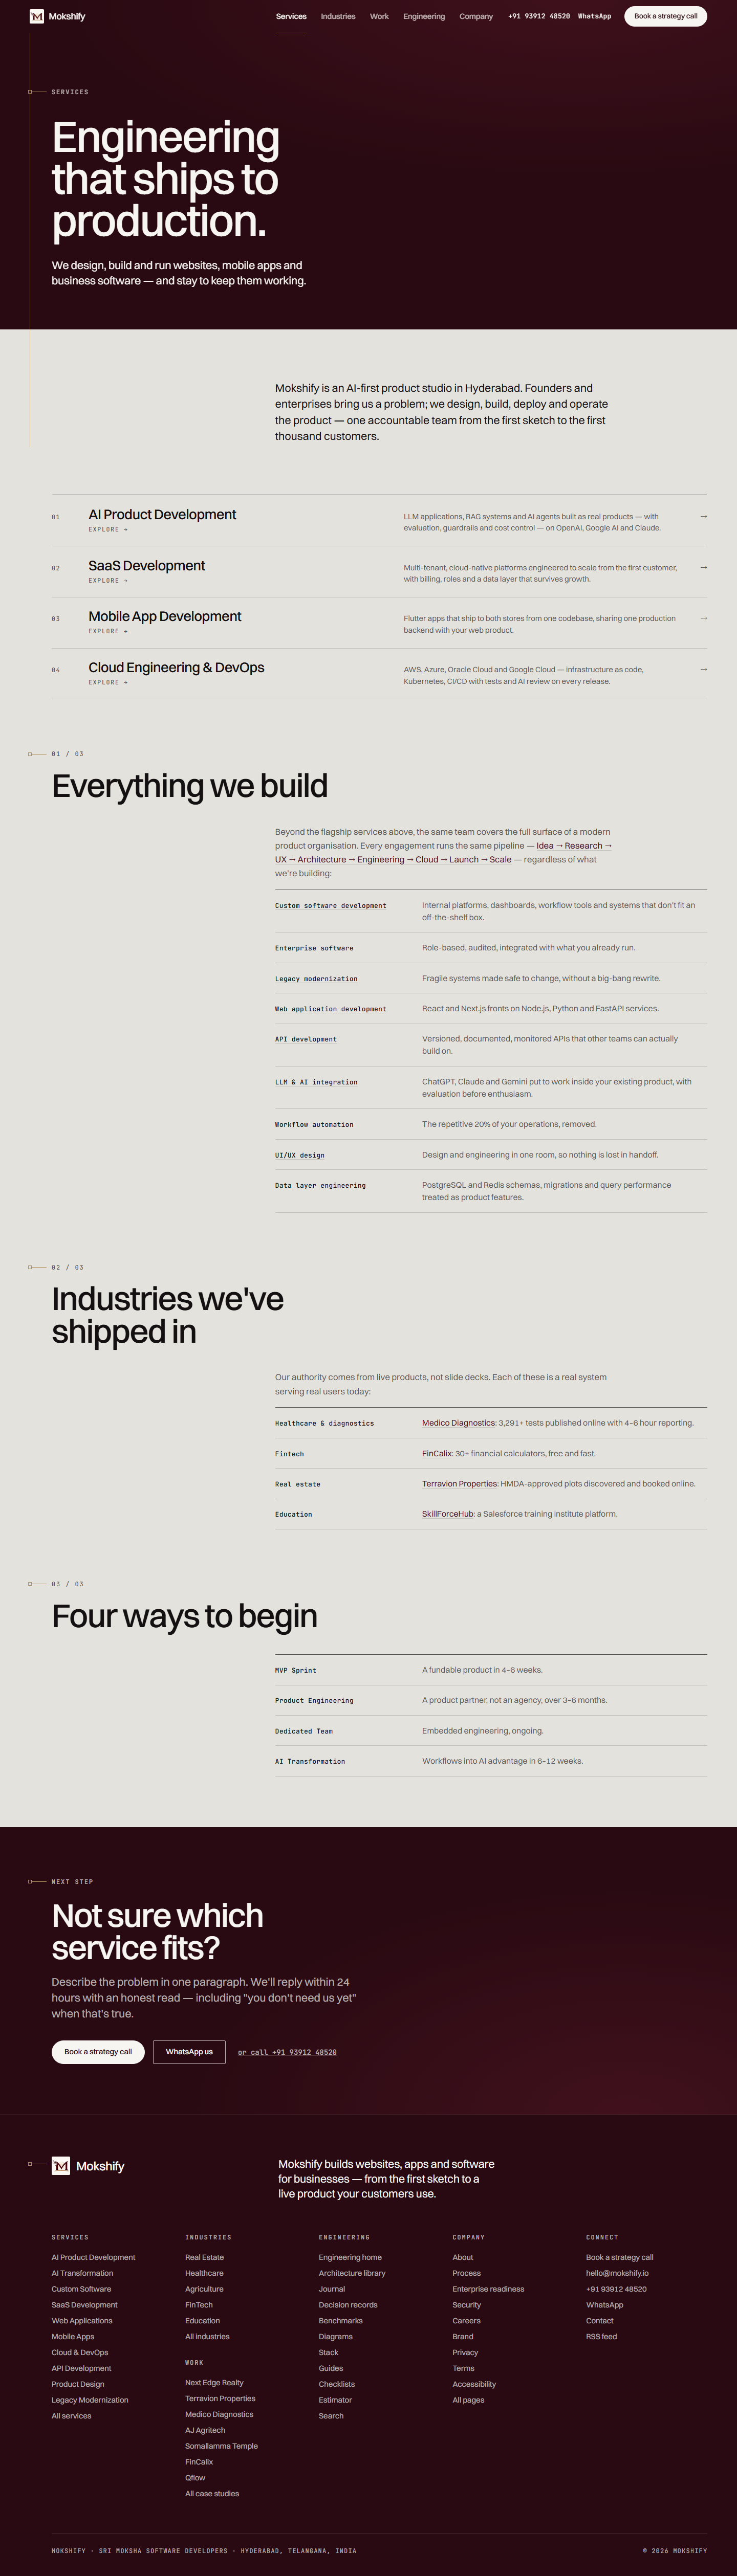 Mokshify
Services Industries Work Engineering Company +91 93912 48520 WhatsApp Book a strategy call
SERVICES
Engineering
that ships to
production.
We design, build and run websites, mobile apps and
business software — and stay to keep them working.
Mokshify is an AI-first product studio in Hyderabad. Founders and
enterprises bring us a problem; we design, build, deploy and operate
the product — one accountable team from the first sketch to the first
thousand customers.
01 AI Product Development
EXPLORE →
LLM applications, RAG systems and AI agents built as real products — with
evaluation, guardrails and cost control — on OpenAI, Google AI and Claude.
→
02 SaaS Development
EXPLORE →
Multi-tenant, cloud-native platforms engineered to scale from the first customer,
with billing, roles and a data layer that survives growth.
→
03 Mobile App Development
EXPLORE →
Flutter apps that ship to both stores from one codebase, sharing one production
backend with your web product.
→
04 Cloud Engineering & DevOps
EXPLORE →
AWS, Azure, Oracle Cloud and Google Cloud — infrastructure as code,
Kubernetes, CI/CD with tests and AI review on every release.
→
01 / 03
Everything we build
Beyond the flagship services above, the same team covers the full surface of a modern
product organisation. Every engagement runs the same pipeline — Idea → Research →
UX → Architecture → Engineering → Cloud → Launch → Scale — regardless of what
we're building:
Custom software development
Internal platforms, dashboards, workflow tools and systems that don't fit an
off-the-shelf box.
Enterprise software
Role-based, audited, integrated with what you already run.
Legacy modernization
Fragile systems made safe to change, without a big-bang rewrite.
Web application development
React and Next.js fronts on Node.js, Python and FastAPI services.
API development
Versioned, documented, monitored APIs that other teams can actually
build on.
LLM & AI integration
ChatGPT, Claude and Gemini put to work inside your existing product, with
evaluation before enthusiasm.
Workflow automation
The repetitive 20% of your operations, removed.
UI/UX design
Design and engineering in one room, so nothing is lost in handoff.
Data layer engineering
PostgreSQL and Redis schemas, migrations and query performance
treated as product features.
02 / 03
Industries we've
shipped in
Our authority comes from live products, not slide decks. Each of these is a real system
serving real users today:
Healthcare & diagnostics
Medico Diagnostics: 3,291+ tests published online with 4–6 hour reporting.
Fintech
FinCalix: 30+ financial calculators, free and fast.
Real estate
Terravion Properties: HMDA-approved plots discovered and booked online.
Education
SkillForceHub: a Salesforce training institute platform.
03 / 03
Four ways to begin
MVP Sprint
A fundable product in 4–6 weeks.
Product Engineering
A product partner, not an agency, over 3–6 months.
Dedicated Team
Embedded engineering, ongoing.
AI Transformation
Workflows into AI advantage in 6–12 weeks.
NEXT STEP
Not sure which
service fits?
Describe the problem in one paragraph. We'll reply within 24
hours with an honest read — including "you don't need us yet"
when that's true.
Book a strategy call WhatsApp us or call +91 93912 48520
Mokshify
Mokshify builds websites, apps and software
for businesses — from the first sketch to a
live product your customers use.
SERVICES
AI Product Development
AI Transformation
Custom Software
SaaS Development
Web Applications
Mobile Apps
Cloud & DevOps
API Development
Product Design
Legacy Modernization
All services
INDUSTRIES
Real Estate
Healthcare
Agriculture
FinTech
Education
All industries
WORK
Next Edge Realty
Terravion Properties
Medico Diagnostics
AJ Agritech
Somallamma Temple
FinCalix
Qflow
All case studies
ENGINEERING
Engineering home
Architecture library
Journal
Decision records
Benchmarks
Diagrams
Stack
Guides
Checklists
Estimator
Search
COMPANY
About
Process
Enterprise readiness
Security
Careers
Brand
Privacy
Terms
Accessibility
All pages
CONNECT
Book a strategy call
hello@mokshify.io
+91 93912 48520
WhatsApp
Contact
RSS feed
MOKSHIFY · SRI MOKSHA SOFTWARE DEVELOPERS · HYDERABAD, TELANGANA, INDIA
© 2026 MOKSHIFY